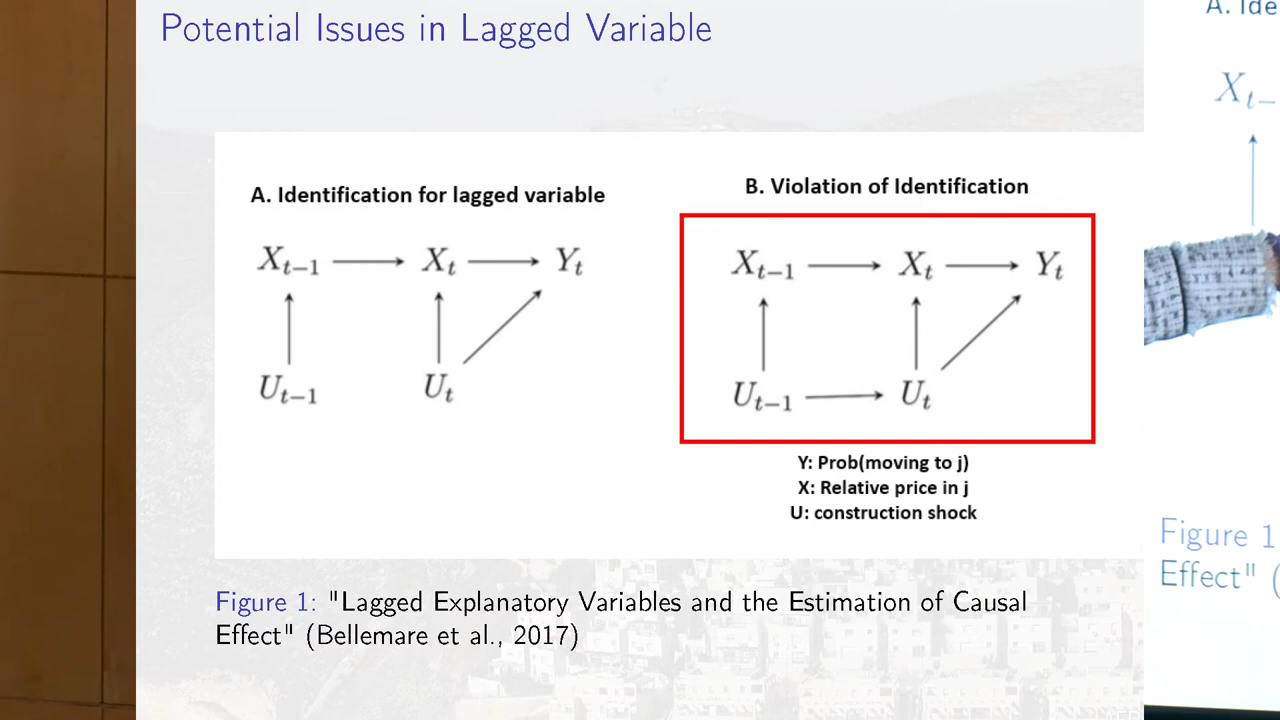 Potential Issues in Lagged Variable
A. Identification for lagged variable
X_{t-1} → X_t → Y_t
U_{t-1} U_t
B. Violation of Identification
X_{t-1} → X_t → Y_t
U_{t-1} → U_t
Y: Prob(moving to j)
X: Relative price in j
U: construction shock
Figure 1: "Lagged Explanatory Variables and the Estimation of Causal
Effect" (Bellemare et al., 2017)
A. Ide
X_{t-}
Figure 1
Effect" (